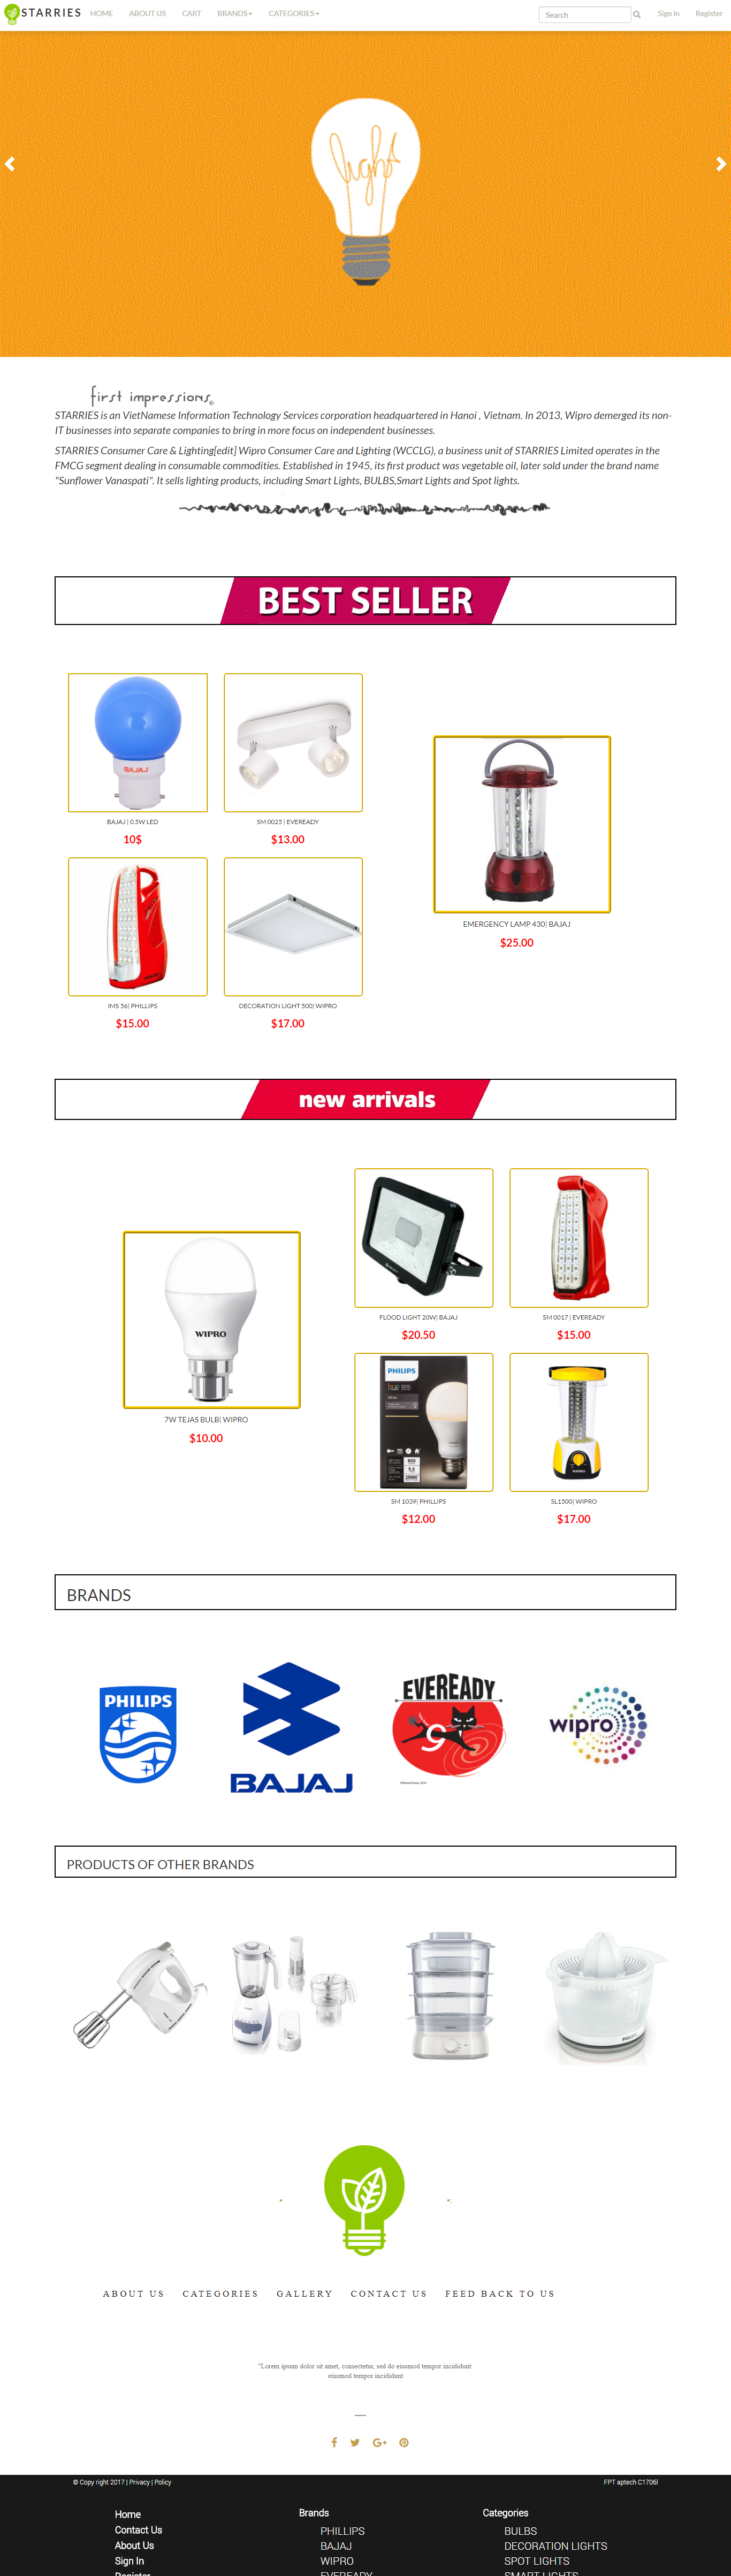 STARRIES HOME ABOUT US CART BRANDS CATEGORIES Search Sign in Register
light
first impressions®
STARRIES is an VietNamese Information Technology Services corporation headquartered in Hanoi , Vietnam. In 2013, Wipro demerged its non-
IT businesses into separate companies to bring in more focus on independent businesses.
STARRIES Consumer Care & Lighting[edit] Wipro Consumer Care and Lighting (WCCLG), a business unit of STARRIES Limited operates in the
FMCG segment dealing in consumable commodities. Established in 1945, its first product was vegetable oil, later sold under the brand name
"Sunflower Vanaspati". It sells lighting products, including Smart Lights, BULBS,Smart Lights and Spot lights.
BEST SELLER
BAJAJ
BAJAJ | 0.5W LED
10$
SM 0025 | EVEREADY
$13.00
EMERGENCY LAMP 430| BAJAJ
$25.00
IMS 56| PHILLIPS
$15.00
DECORATION LIGHT 500| WIPRO
$17.00
new arrivals
WIPRO
7W TEJAS BULB| WIPRO
$10.00
FLOOD LIGHT 20W| BAJAJ
$20.50
SM 0017 | EVEREADY
$15.00
PHILIPS
hue
SM 1039| PHILLIPS
$12.00
WIPRO
SL1500| WIPRO
$17.00
BRANDS
PHILIPS
BAJAJ
EVEREADY
9
wipro
PRODUCTS OF OTHER BRANDS
ABOUT US CATEGORIES GALLERY CONTACT US FEED BACK TO US
"Lorem ipsum dolor sit amet, consectetur, sed do eiusmod tempor incididunt
eiusmod tempor incididunt
© Copy right 2017 | Privacy | Policy
FPT aptech C1706l
Home
Contact Us
About Us
Sign In
Register
Brands
PHILLIPS
BAJAJ
WIPRO
EVEREADY
Categories
BULBS
DECORATION LIGHTS
SPOT LIGHTS
SMART LIGHTS